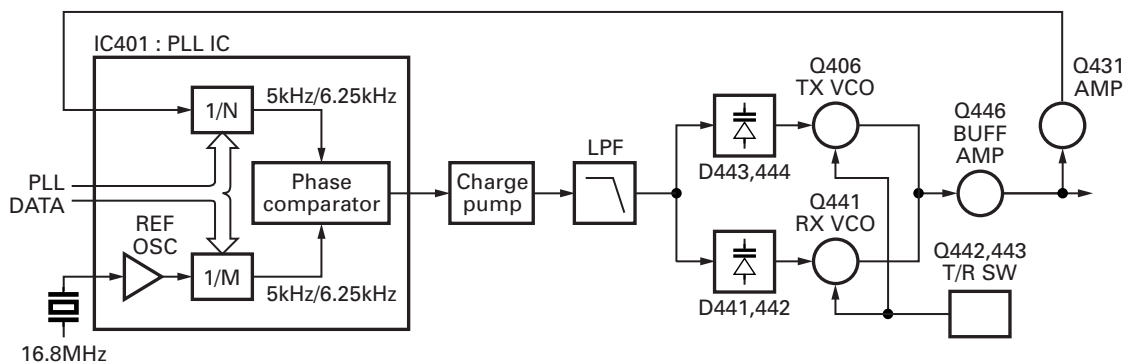 IC401 : PLL IC
1/N
5kHz/6.25kHz
PLL
DATA
REF
OSC
1/M
5kHz/6.25kHz
16.8MHz
Phase
comparator
Charge
pump
LPF
D443,444
D441,442
Q406
TX VCO
Q441
RX VCO
Q446
BUFF
AMP
Q431
AMP
Q442,443
T/R SW